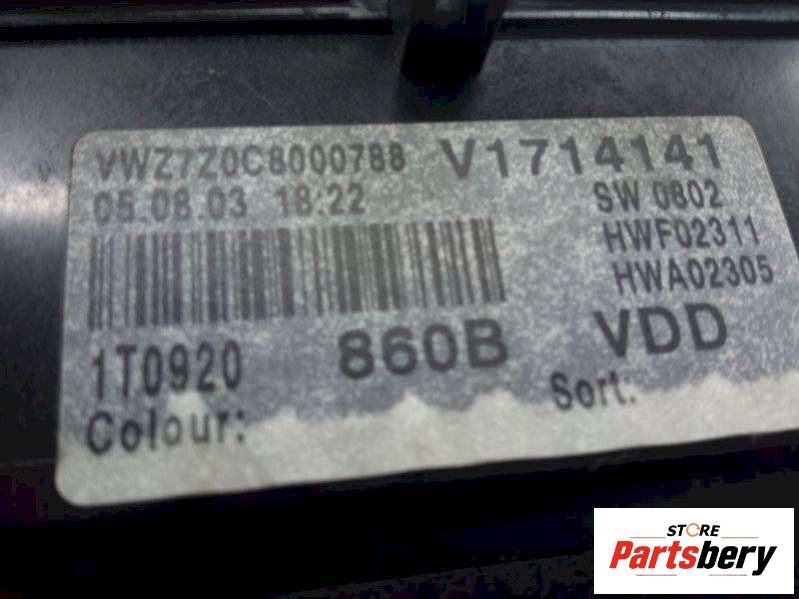 VWZ7Z0C8000788 V1714141
05.08.03 18:22 SW 0802
HWF02311
HWA02305
1T0920 860B VDD
Colour: Sort:
STORE
Partsbery